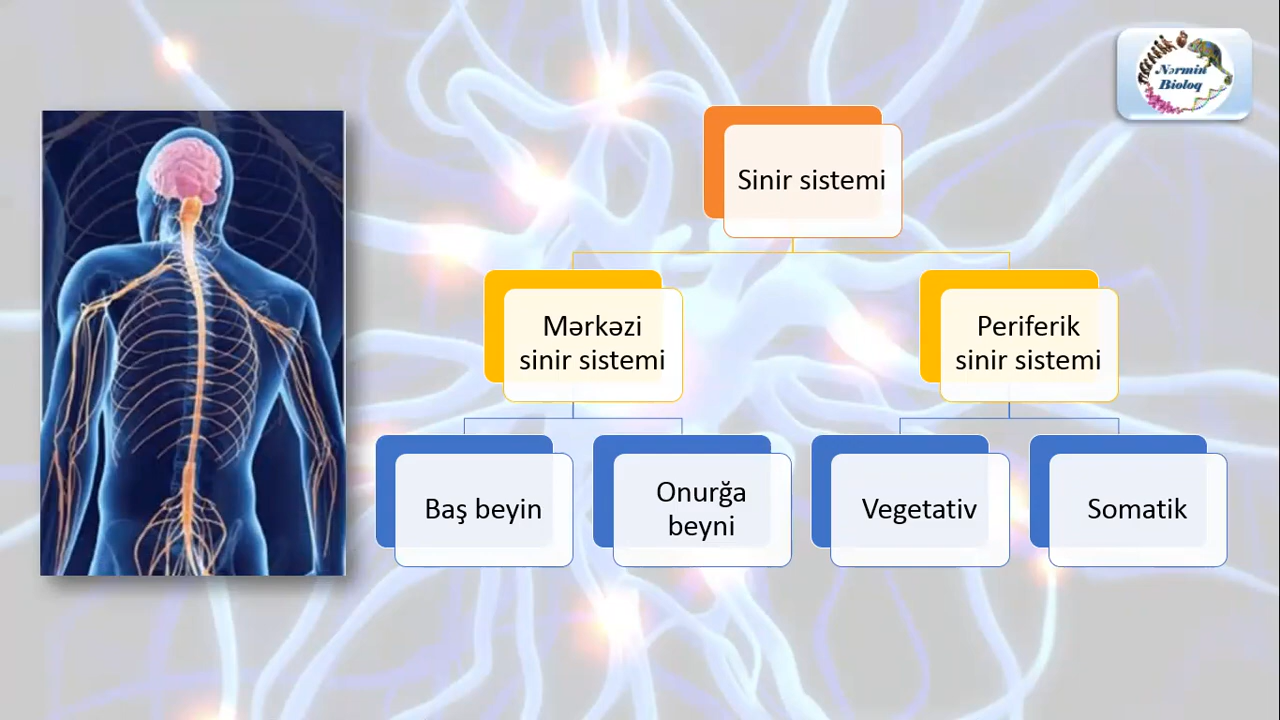 Nərmin
Bioloq
Sinir sistemi
Mərkəzi
sinir sistemi
Periferik
sinir sistemi
Baş beyin
Onurğa
beyni
Vegetativ
Somatik